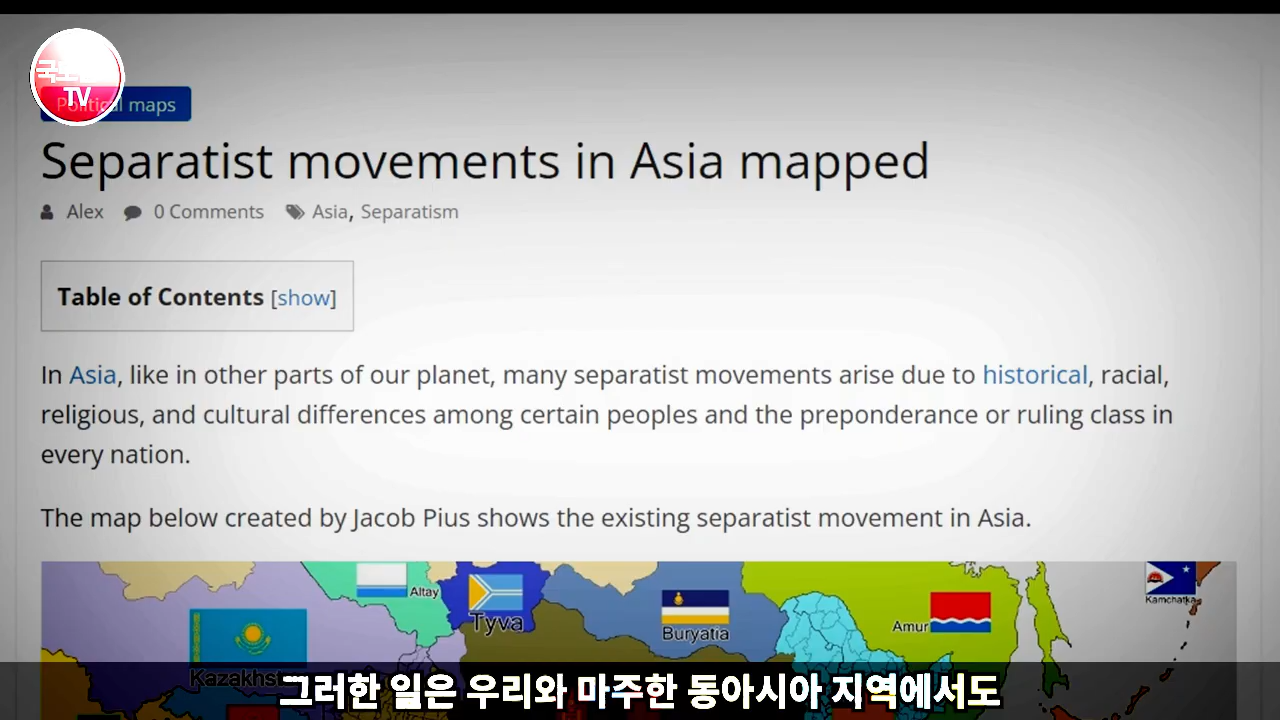 TV
Political maps
Separatist movements in Asia mapped
Alex 0 Comments Asia, Separatism
Table of Contents [show]
In Asia, like in other parts of our planet, many separatist movements arise due to historical, racial,
religious, and cultural differences among certain peoples and the preponderance or ruling class in
every nation.
The map below created by Jacob Pius shows the existing separatist movement in Asia.
Altay
Tyva
Buryatia
Amur
Kamchatka
그러한 일은 우리와 마주한 동아시아 지역에서도